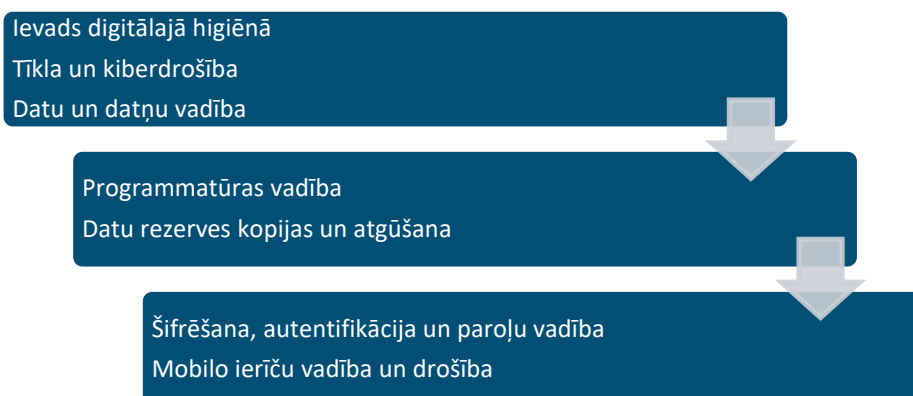 Ievads digitālajā higiēnā
Tīkla un kiberdrošība
Datu un datņu vadība
Programmatūras vadība
Datu rezerves kopijas un atgūšana
Šifrēšana, autentifikācija un paroļu vadība
Mobilo ierīču vadība un drošība